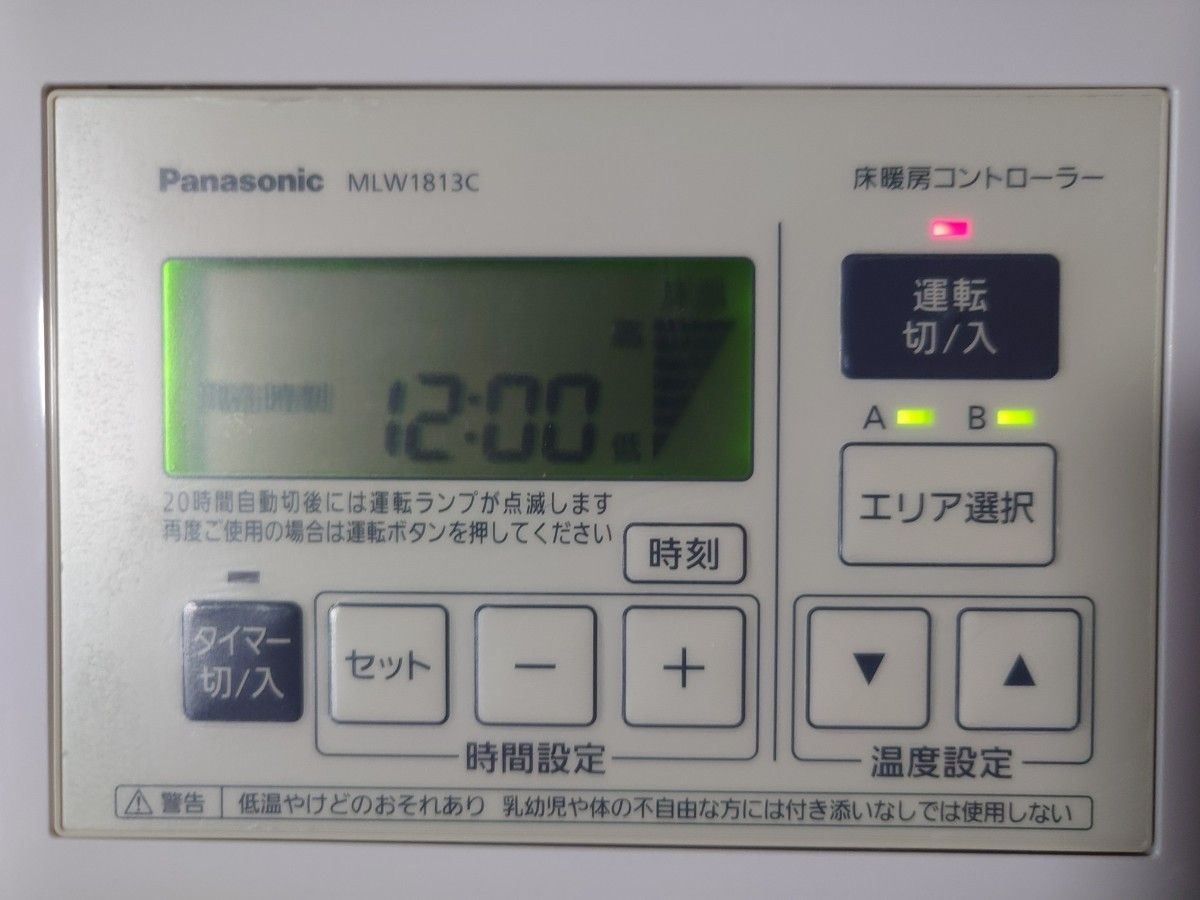 Panasonic MLW1813C
床暖房コントローラー
高
現在時刻 12:00
低
運転
切/入
A B
エリア選択
20時間自動切後には運転ランプが点滅します
再度ご使用の場合は運転ボタンを押してください
時刻
タイマー
切/入
セット
－
＋
時間設定
▼
▲
温度設定
⚠警告 低温やけどのおそれあり 乳幼児や体の不自由な方には付き添いなしでは使用しない